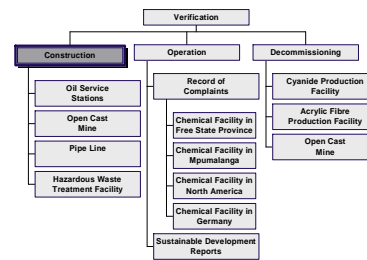 Verification
Construction
Operation
Decommissioning
Oil Service
Stations
Open Cast
Mine
Pipe Line
Hazardous Waste
Treatment Facility
Record of
Complaints
Chemical Facility in
Free State Province
Chemical Facility in
Mpumalanga
Chemical Facility in
North America
Chemical Facility in
Germany
Sustainable Development
Reports
Cyanide Production
Facility
Acrylic Fibre
Production Facility
Open Cast
Mine